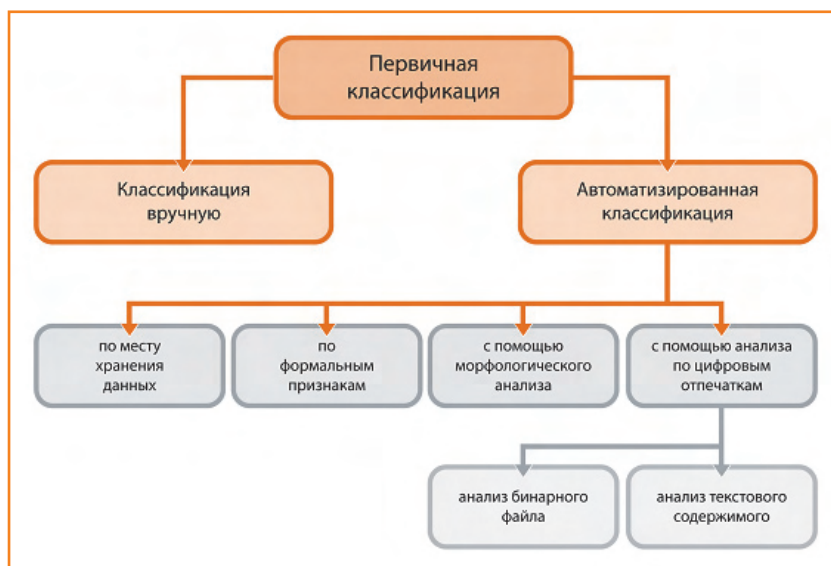 Первичная
классификация
Классификация
вручную
Автоматизированная
классификация
по месту
хранения
данных
по
формальным
признакам
с помощью
морфологического
анализа
с помощью анализа
по цифровым
отпечаткам
анализ бинарного
файла
анализ текстового
содержимого